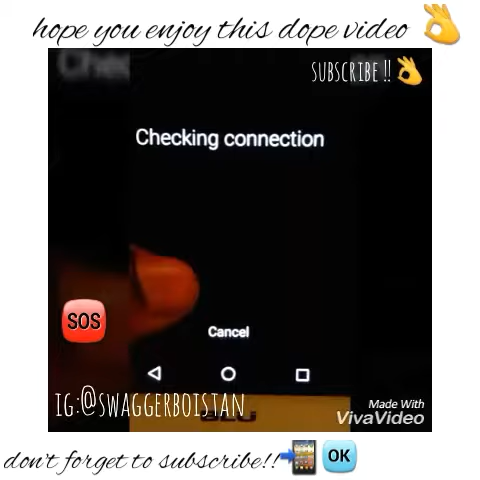 hope you enjoy this dope video 👌
SUBSCRIBE !! 👌
Checking connection
SOS
Cancel
IG:@SWAGGERBOISTAN
BLU
Made With
VivaVideo
don't forget to subscribe!! 📲 OK